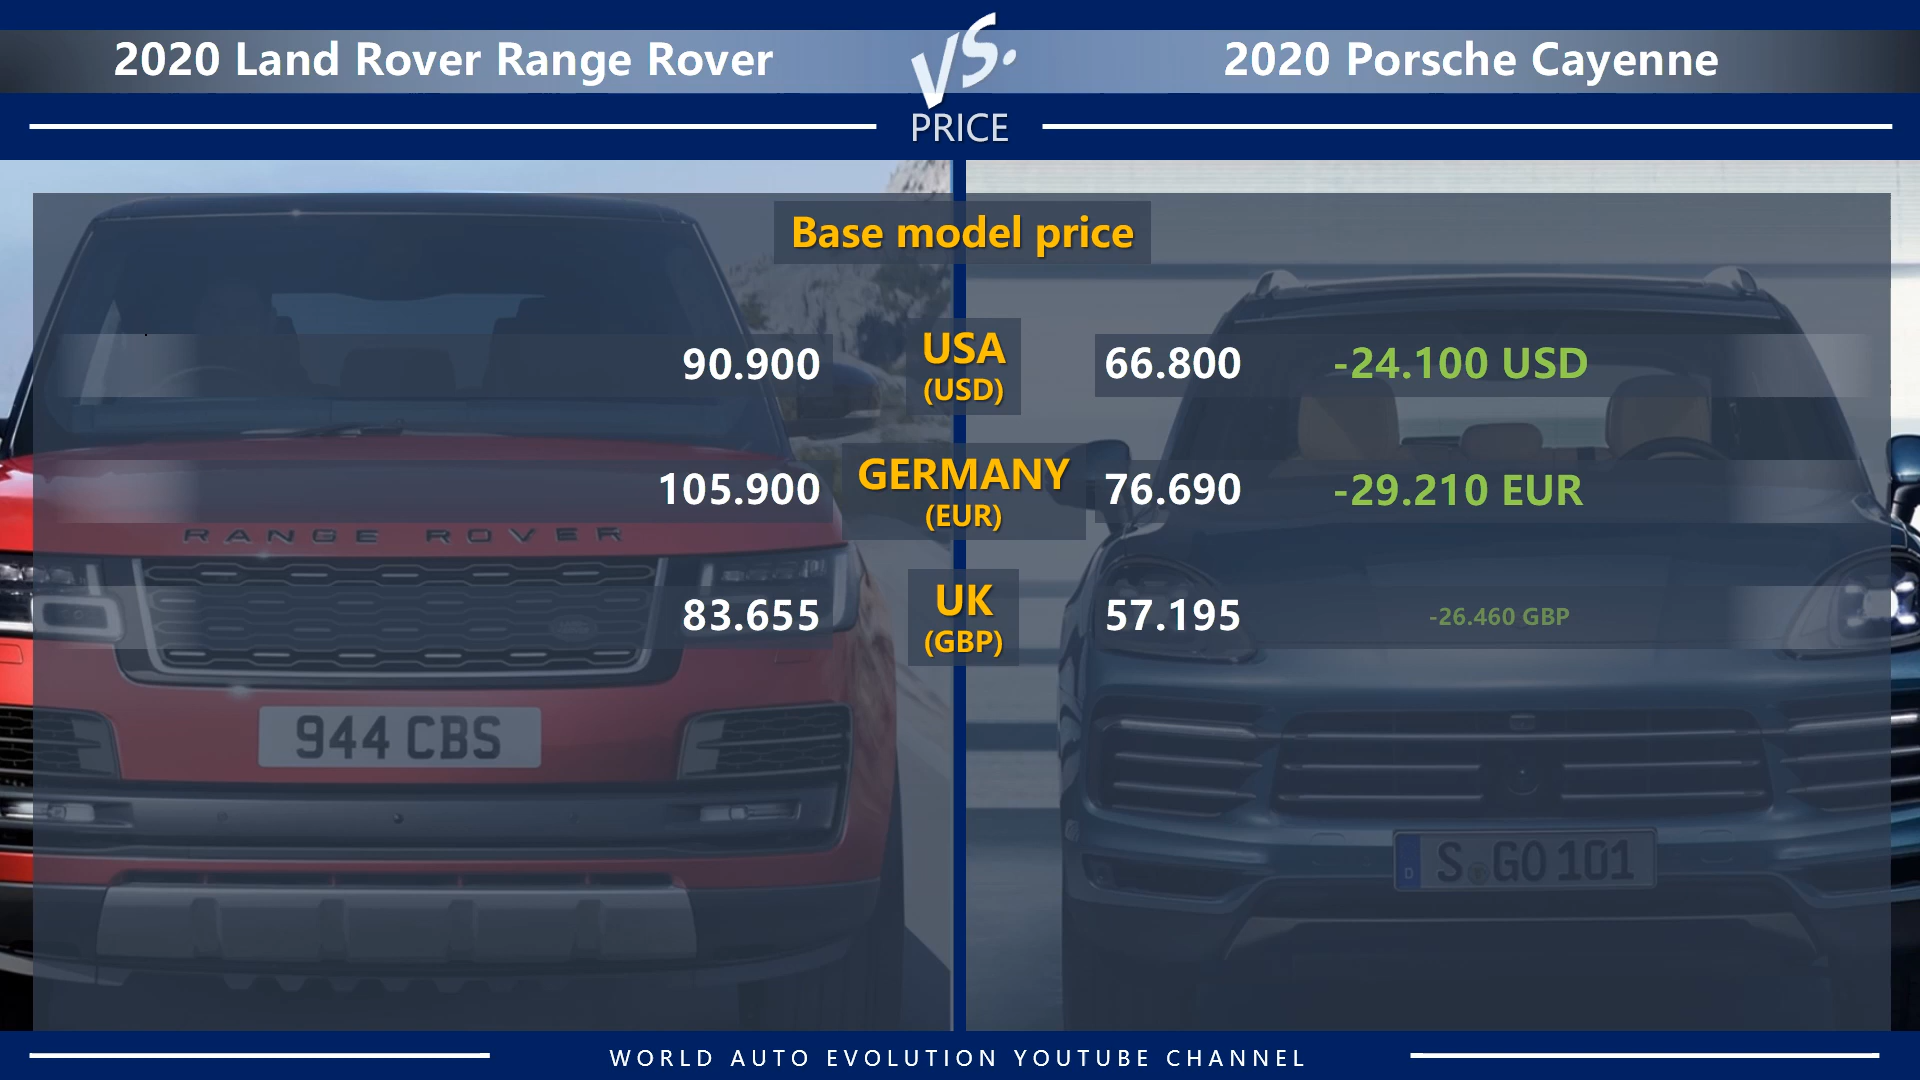 2020 Land Rover Range Rover VS. 2020 Porsche Cayenne
PRICE
Base model price
90.900 USA 66.800 -24.100 USD
(USD)
105.900 GERMANY 76.690 -29.210 EUR
(EUR)
RANGE ROVER
83.655 UK 57.195 -26.460 GBP
(GBP)
944 CBS
S GO 101
D
WORLD AUTO EVOLUTION YOUTUBE CHANNEL